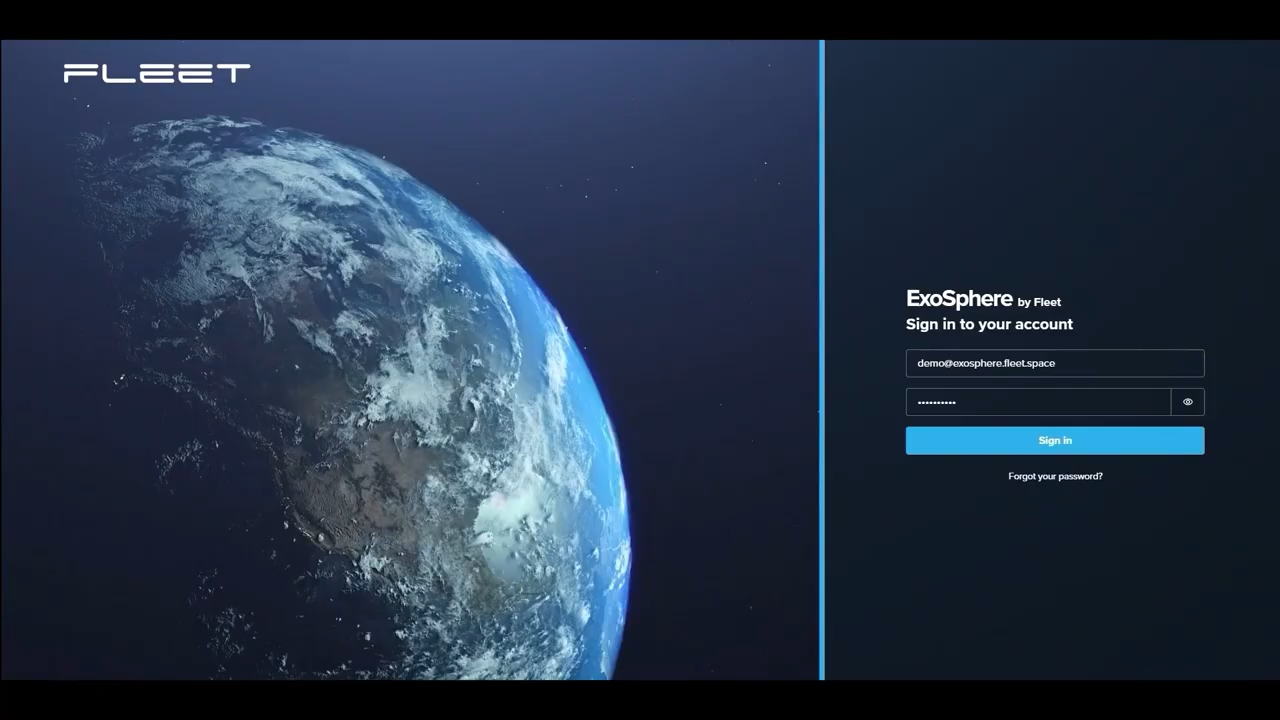 FLEET
ExoSphere by Fleet
Sign in to your account
demo@exosphere.fleet.space
••••••••••
Sign in
Forgot your password?